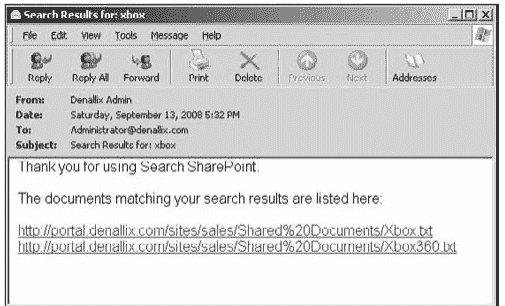 Search Results for: xbox
File Edit View Tools Message Help
Reply Reply All Forward Print Delete Previous Next Addresses
From: Denallix Admin
Date: Saturday, September 13, 2008 5:32 PM
To: Administrator@denallix.com
Subject: Search Results for: xbox
Thank you for using Search SharePoint.
The documents matching your search results are listed here:
http://portal.denallix.com/sites/sales/Shared%20Documents/Xbox.txt
http://portal.denallix.com/sites/sales/Shared%20Documents/Xbox360.txt